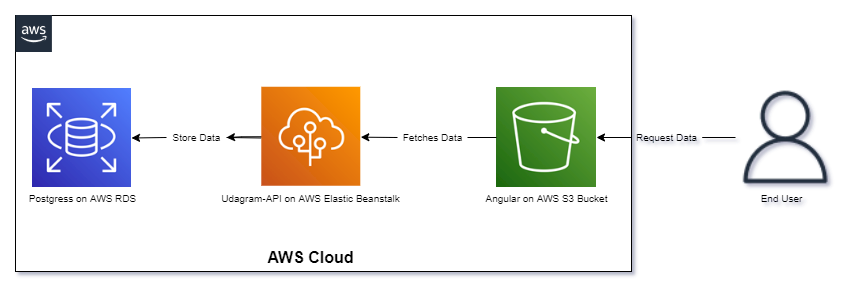 aws
Store Data
Fetches Data
Request Data
Postgress on AWS RDS
Udagram-API on AWS Elastic Beanstalk
Angular on AWS S3 Bucket
End User
AWS Cloud